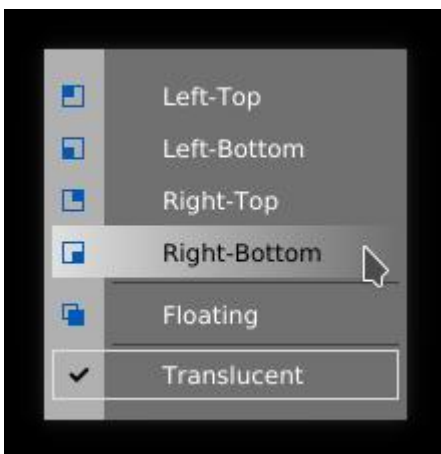 Left-Top
Left-Bottom
Right-Top
Right-Bottom
Floating
Translucent